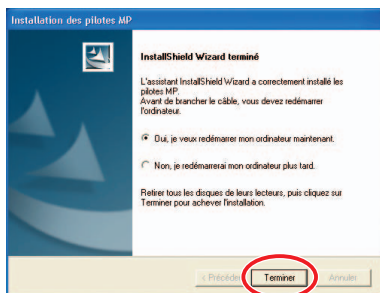 Installation des pilotes MP
InstallShield Wizard terminé
L'assistant InstallShield Wizard a correctement installé les
pilotes MP.
Avant de brancher le câble, vous devez redémarrer
l'ordinateur.
Oui, je veux redémarrer mon ordinateur maintenant.
Non, je redémarrerai mon ordinateur plus tard.
Retirer tous les disques de leurs lecteurs, puis cliquez sur
Terminer pour achever l'installation.
< Précédent Terminer Annuler